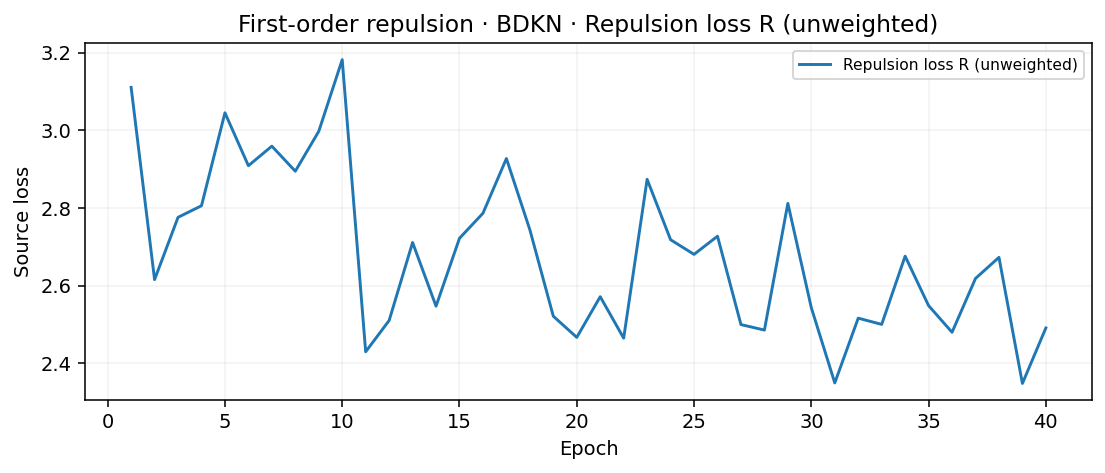 First-order repulsion · BDKN · Repulsion loss R (unweighted)
Repulsion loss R (unweighted)
Source loss
3.2
3.0
2.8
2.6
2.4
0 5 10 15 20 25 30 35 40
Epoch